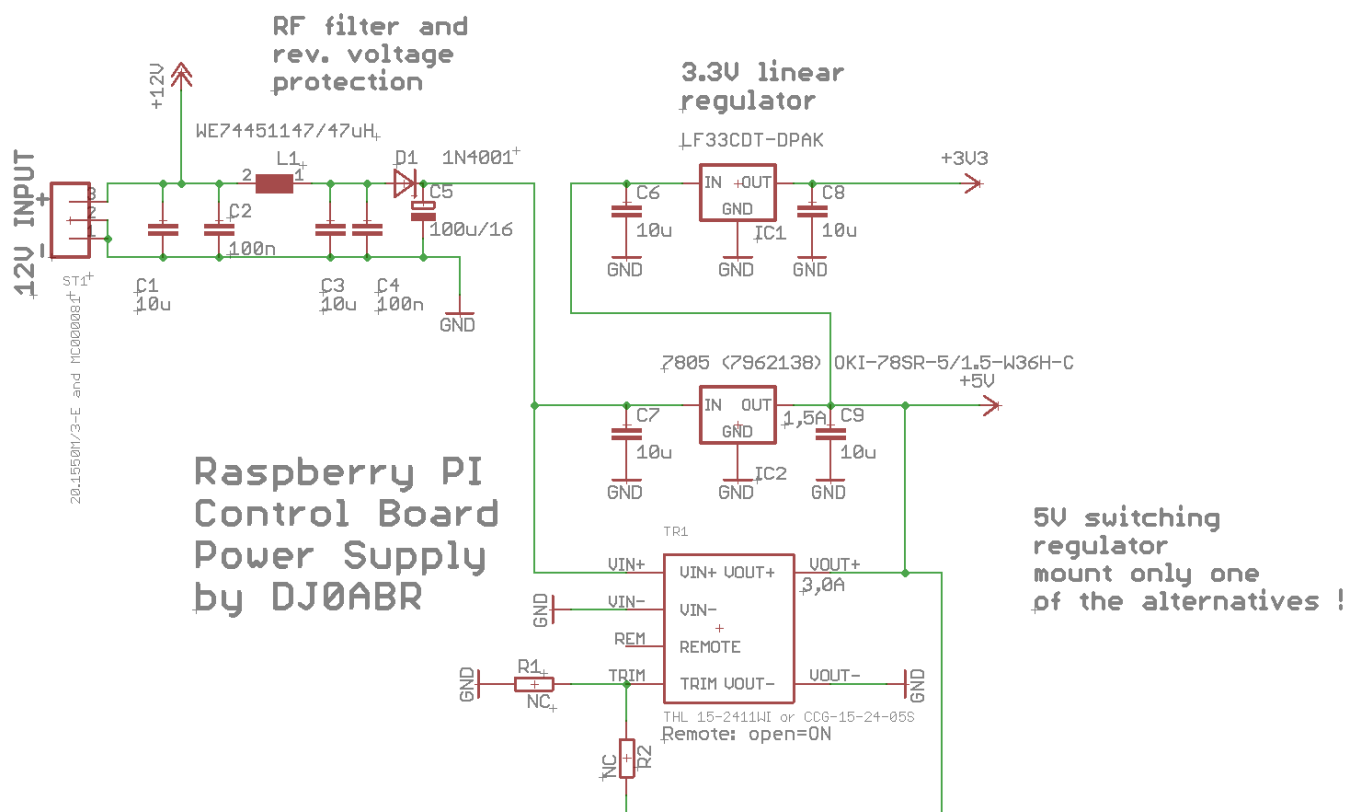 RF filter and
rev. voltage
protection
+12V
WE74451147/47uH
L1
2
1
D1
1N4001
12V INPUT
+
-
3
2
1
ST1
20.1550M/3-E and MC000081
C1
10u
C2
100n
C3
10u
C4
100n
C5
100u/16
GND
3.3V linear
regulator
LF33CDT-DPAK
IN
OUT
GND
IC1
+3V3
C6
10u
C8
10u
GND
GND
GND
7805 (7962138) OKI-78SR-5/1.5-W36H-C
+5V
IN
OUT
GND
1,5A
IC2
C7
10u
C9
10u
GND
GND
GND
Raspberry PI
Control Board
Power Supply
by DJ0ABR
5V switching
regulator
mount only one
of the alternatives !
TR1
VIN+
VIN+ VOUT+
VOUT+
3,0A
GND
VIN-
VIN-
REM
REMOTE
GND
R1
NC
TRIM
TRIM VOUT-
VOUT-
GND
THL 15-2411WI or CCG-15-24-05S
Remote: open=ON
NC
R2